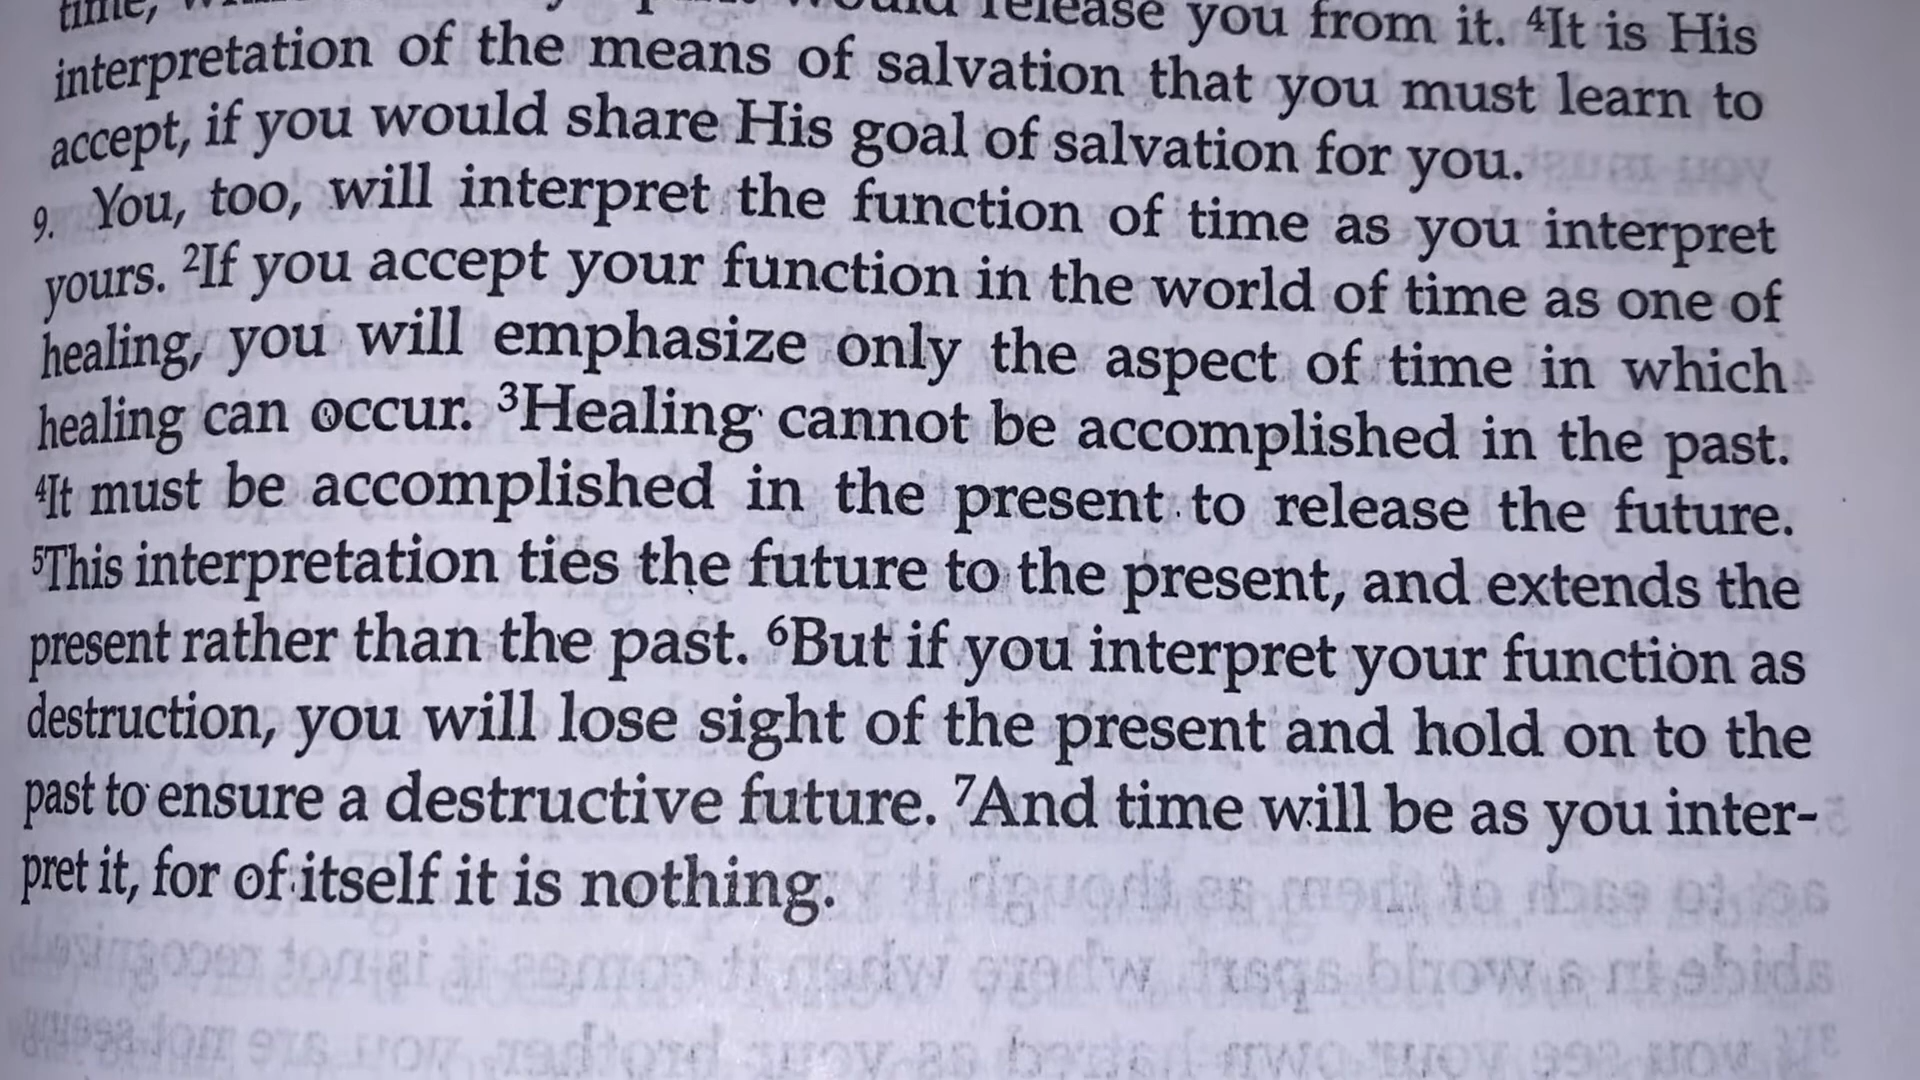 time, release you from it. ⁴It is His
interpretation of the means of salvation that you must learn to
accept, if you would share His goal of salvation for you.
9. You, too, will interpret the function of time as you interpret
yours. ²If you accept your function in the world of time as one of
healing, you will emphasize only the aspect of time in which
healing can occur. ³Healing cannot be accomplished in the past.
⁴It must be accomplished in the present to release the future.
⁵This interpretation ties the future to the present, and extends the
present rather than the past. ⁶But if you interpret your function as
destruction, you will lose sight of the present and hold on to the
past to ensure a destructive future. ⁷And time will be as you inter-
pret it, for of itself it is nothing.